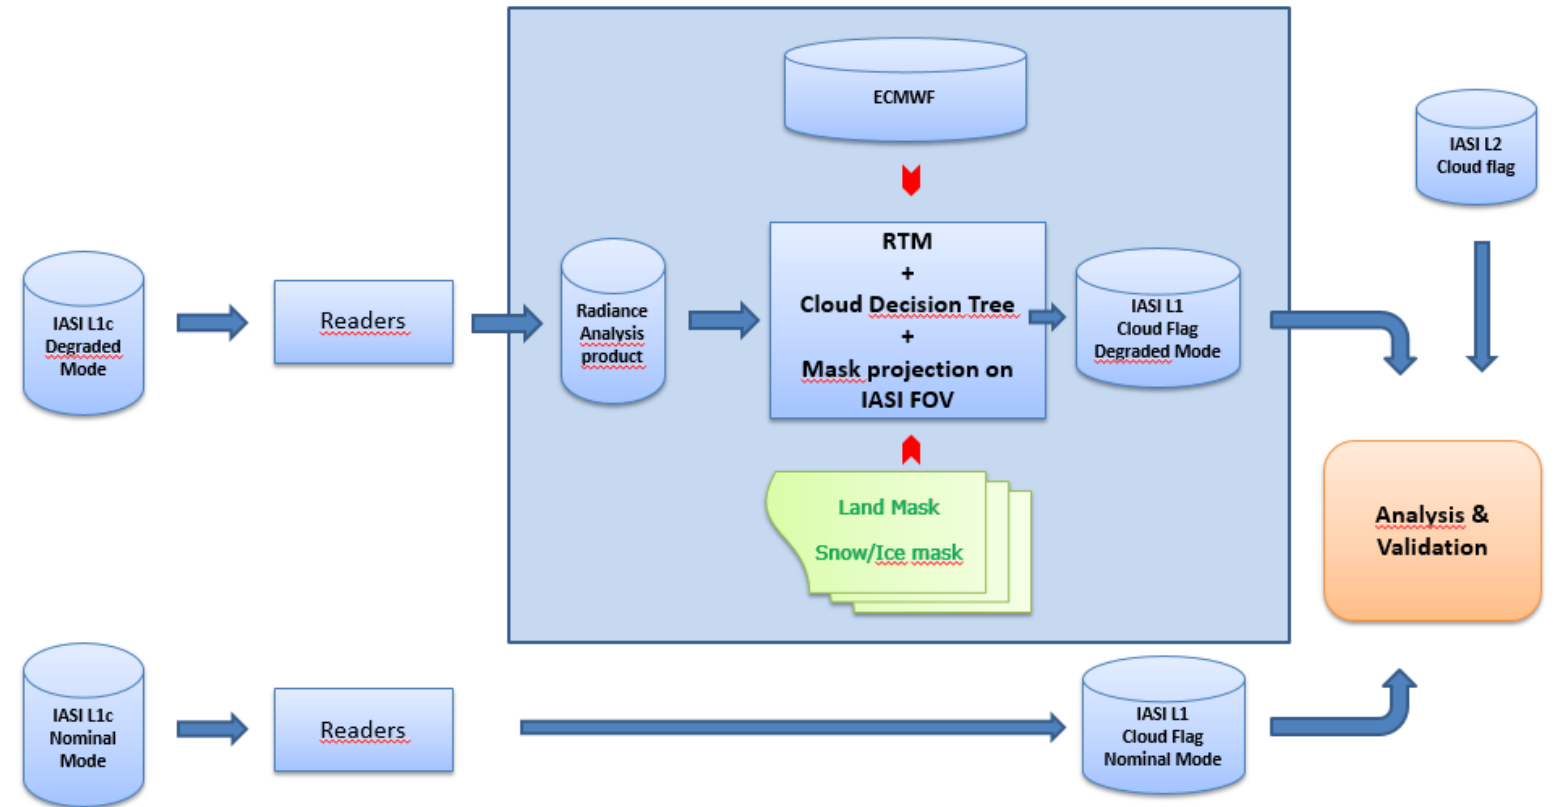 ECMWF
IASI L2
Cloud flag
IASI L1c
Degraded
Mode
Readers
Radiance
Analysis
product
RTM
+
Cloud Decision Tree
+
Mask projection on
IASI FOV
IASI L1
Cloud Flag
Degraded Mode
Land Mask
Snow/Ice mask
Analysis &
Validation
IASI L1c
Nominal
Mode
Readers
IASI L1
Cloud Flag
Nominal Mode